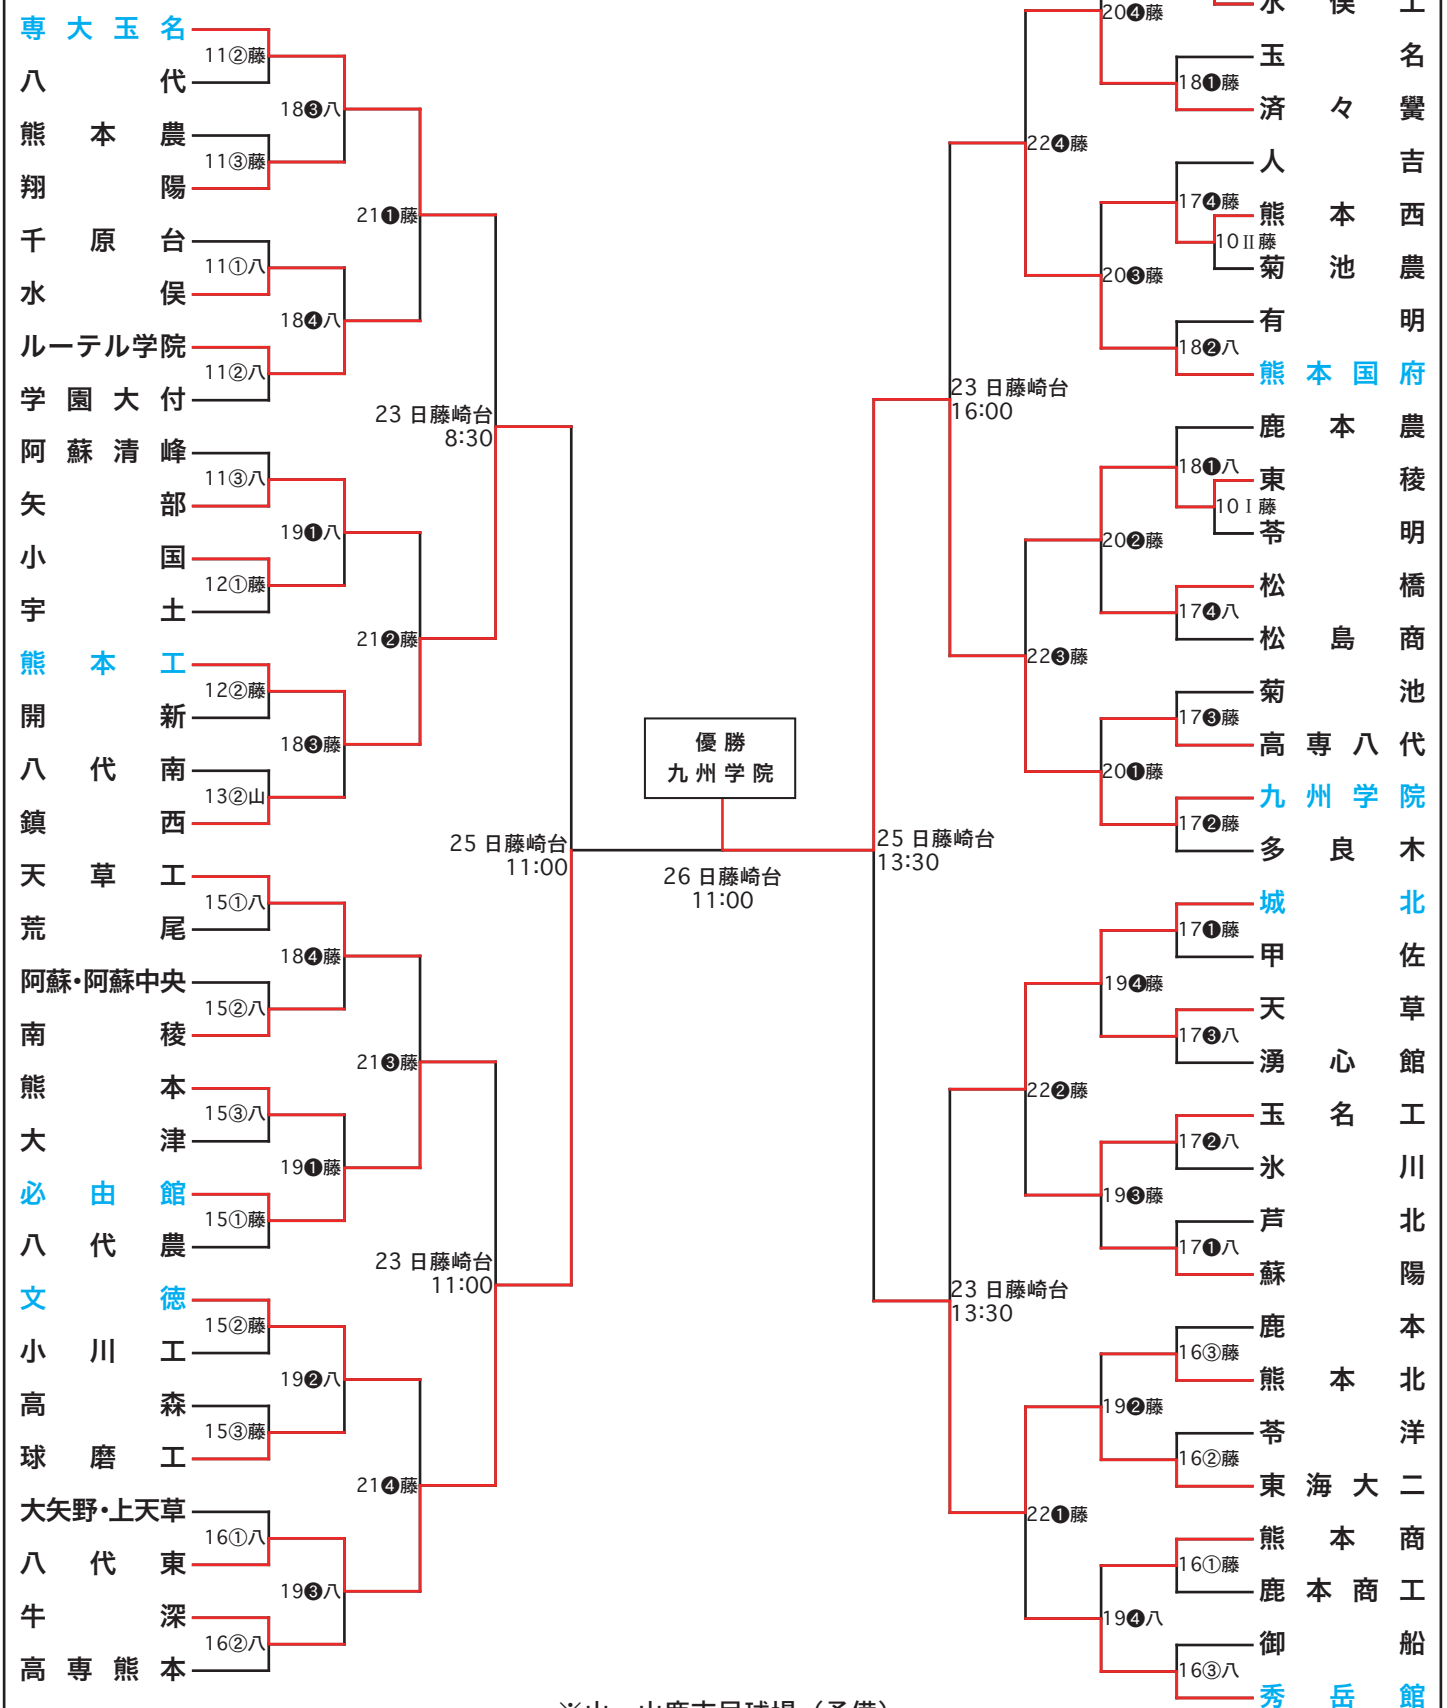 専大玉名
八代
熊本農
翔陽
千原台
水俣
ルーテル学院
学園大付
阿蘇清峰
矢部
小国
宇土
熊本工
開新
八代南
鎮西
天草工
荒尾
阿蘇・阿蘇中央
南稜
熊本
大津
必由館
八代農
文徳
小川工
高森
球磨工
大矢野・上天草
八代東
牛深
高専熊本
11②藤
11③藤
11①八
11②八
11③八
12①藤
12②藤
13②山
15①八
15②八
15③八
15①藤
15②藤
15③藤
16①八
16②八
18❸八
18❹八
19❶八
18❸藤
18❹藤
19❶藤
19❷八
19❸八
21❶藤
21❷藤
21❸藤
21❹藤
23日藤崎台
8:30
23日藤崎台
11:00
25日藤崎台
11:00
優勝
九州学院
26日藤崎台
11:00
25日藤崎台
13:30
23日藤崎台
16:00
23日藤崎台
13:30
22❹藤
22❸藤
22❷藤
22❶藤
20❹藤
20❸藤
20❷藤
20❶藤
19❹藤
19❸藤
19❷藤
19❹八
18❶藤
17❹藤
10Ⅱ藤
18❷八
18❶八
10Ⅰ藤
17❹八
17❸藤
17❷藤
17❶藤
17❸八
17❷八
17❶八
16③藤
16②藤
16①藤
16③八
水俣工
玉名
済々黌
人吉
熊本西
菊池農
有明
熊本国府
鹿本農
東稜
苓明
松橋
松島商
菊池
高専八代
九州学院
多良木
城北
甲佐
天草
湧心館
玉名工
氷川
芦北
蘇陽
鹿本
熊本北
苓洋
東海大二
熊本商
鹿本商工
御船
秀岳館